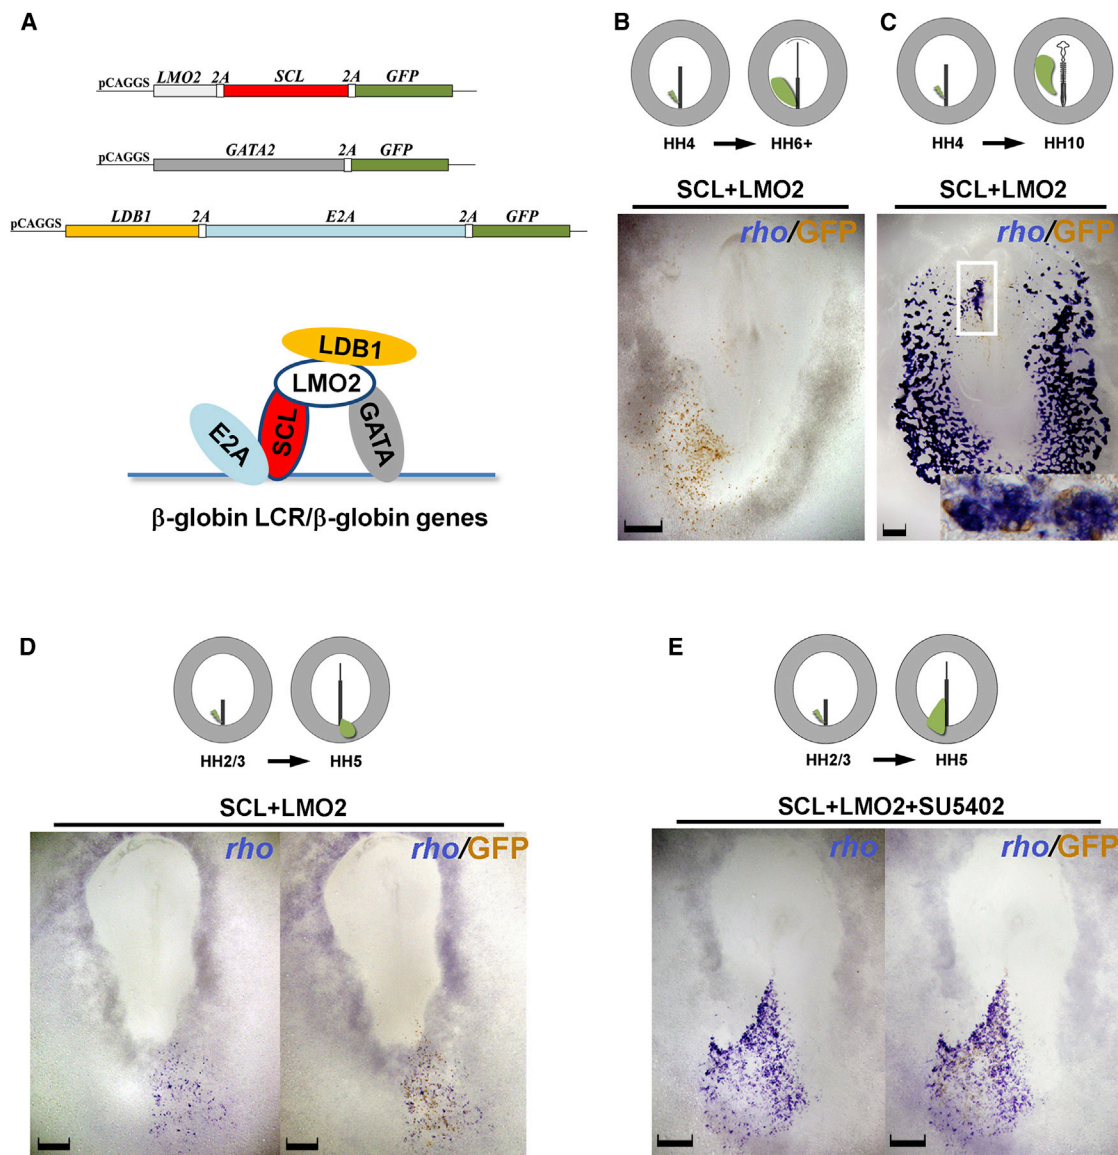 A
pCAGGS LMO2 2A SCL 2A GFP
pCAGGS GATA2 2A GFP
pCAGGS LDB1 2A E2A 2A GFP
LDB1
LMO2
E2A SCL GATA
β-globin LCR/β-globin genes
B
HH4 HH6+
SCL+LMO2
rho/GFP
C
HH4 HH10
SCL+LMO2
rho/GFP
D
HH2/3 HH5
SCL+LMO2
rho rho/GFP
E
HH2/3 HH5
SCL+LMO2+SU5402
rho rho/GFP